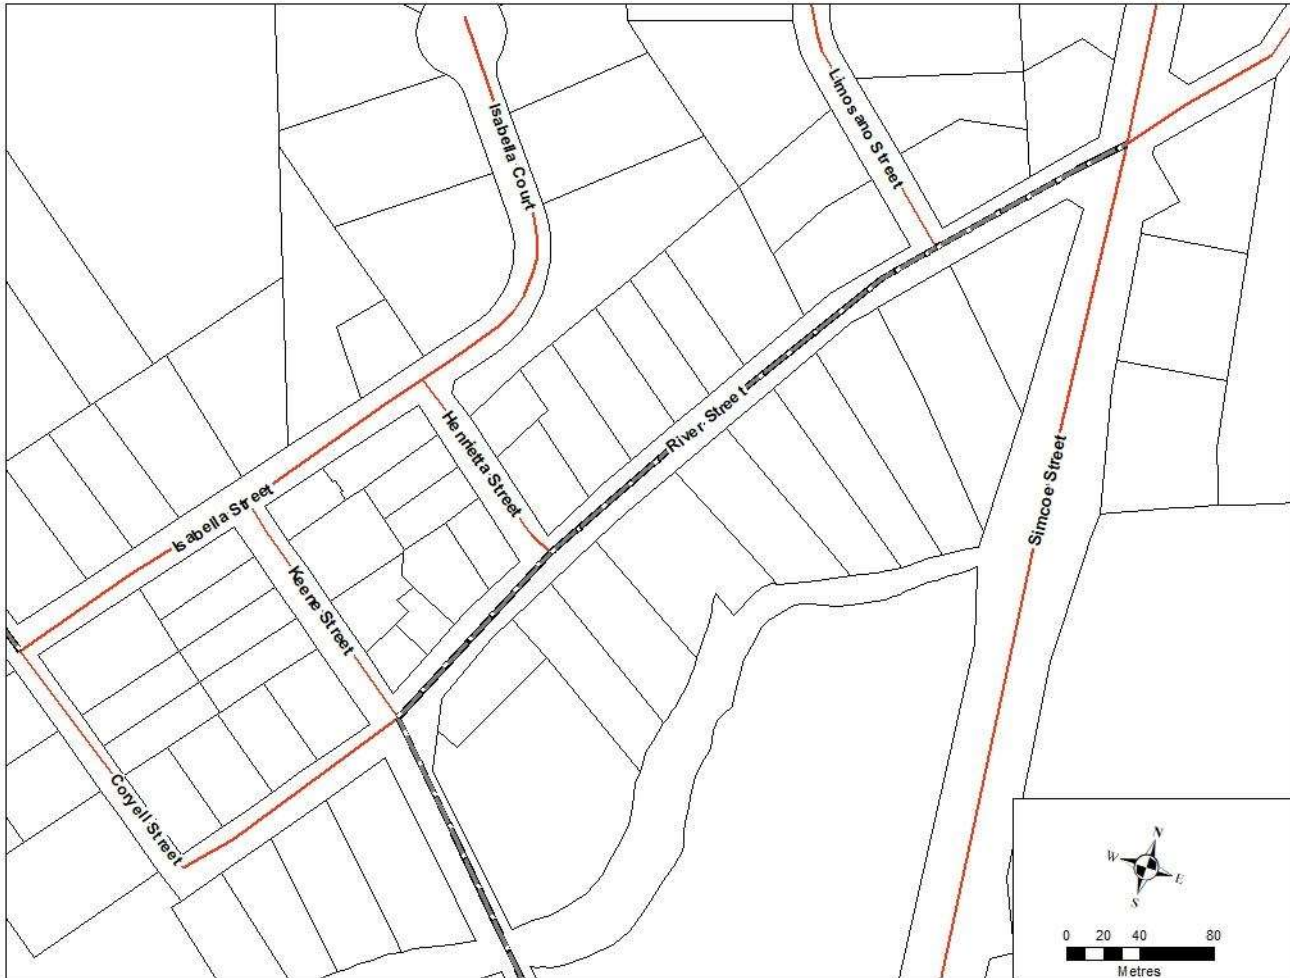 Isabella Court
Limosano Street
River Street
Henrietta Street
Simcoe Street
Isabella Street
Keene Street
Coryell Street
N
W
E
S
0 20 40 80
Metres